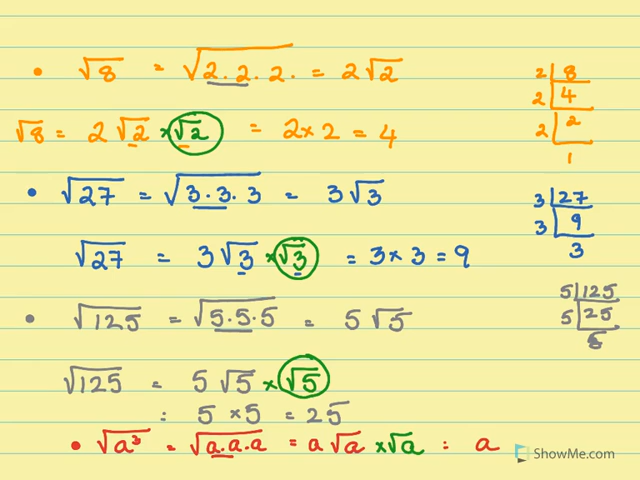 • √8 = √2.2.2. = 2√2
2 8
2 4
2 2
1
√8 = 2√2 ×√2 = 2×2 = 4
• √27 = √3.3.3 = 3√3
3 27
3 9
3
√27 = 3√3 ×√3 = 3×3 = 9
• √125 = √5.5.5 = 5√5
5 125
5 25
5
√125 = 5√5 ×√5
: 5×5 = 25
• √a³ = √a.a.a = a√a ×√a : a
ShowMe.com